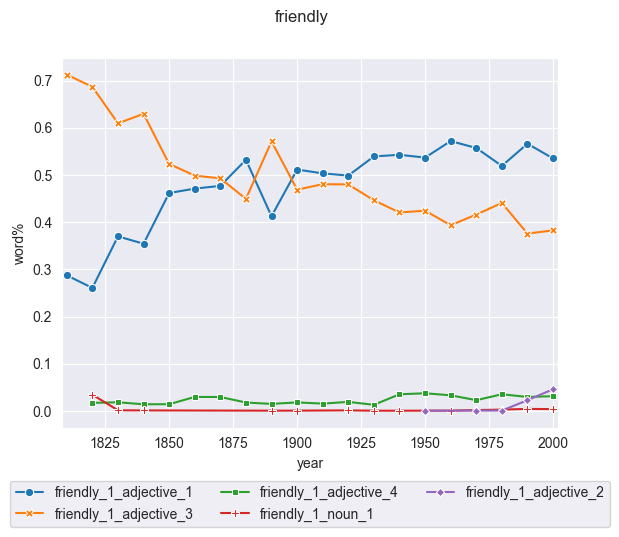 friendly
0.7
0.6
0.5
0.4
0.3
0.2
0.1
0.0
word%
1825 1850 1875 1900 1925 1950 1975 2000
year
friendly_1_adjective_1 friendly_1_adjective_4 friendly_1_adjective_2
friendly_1_adjective_3 friendly_1_noun_1